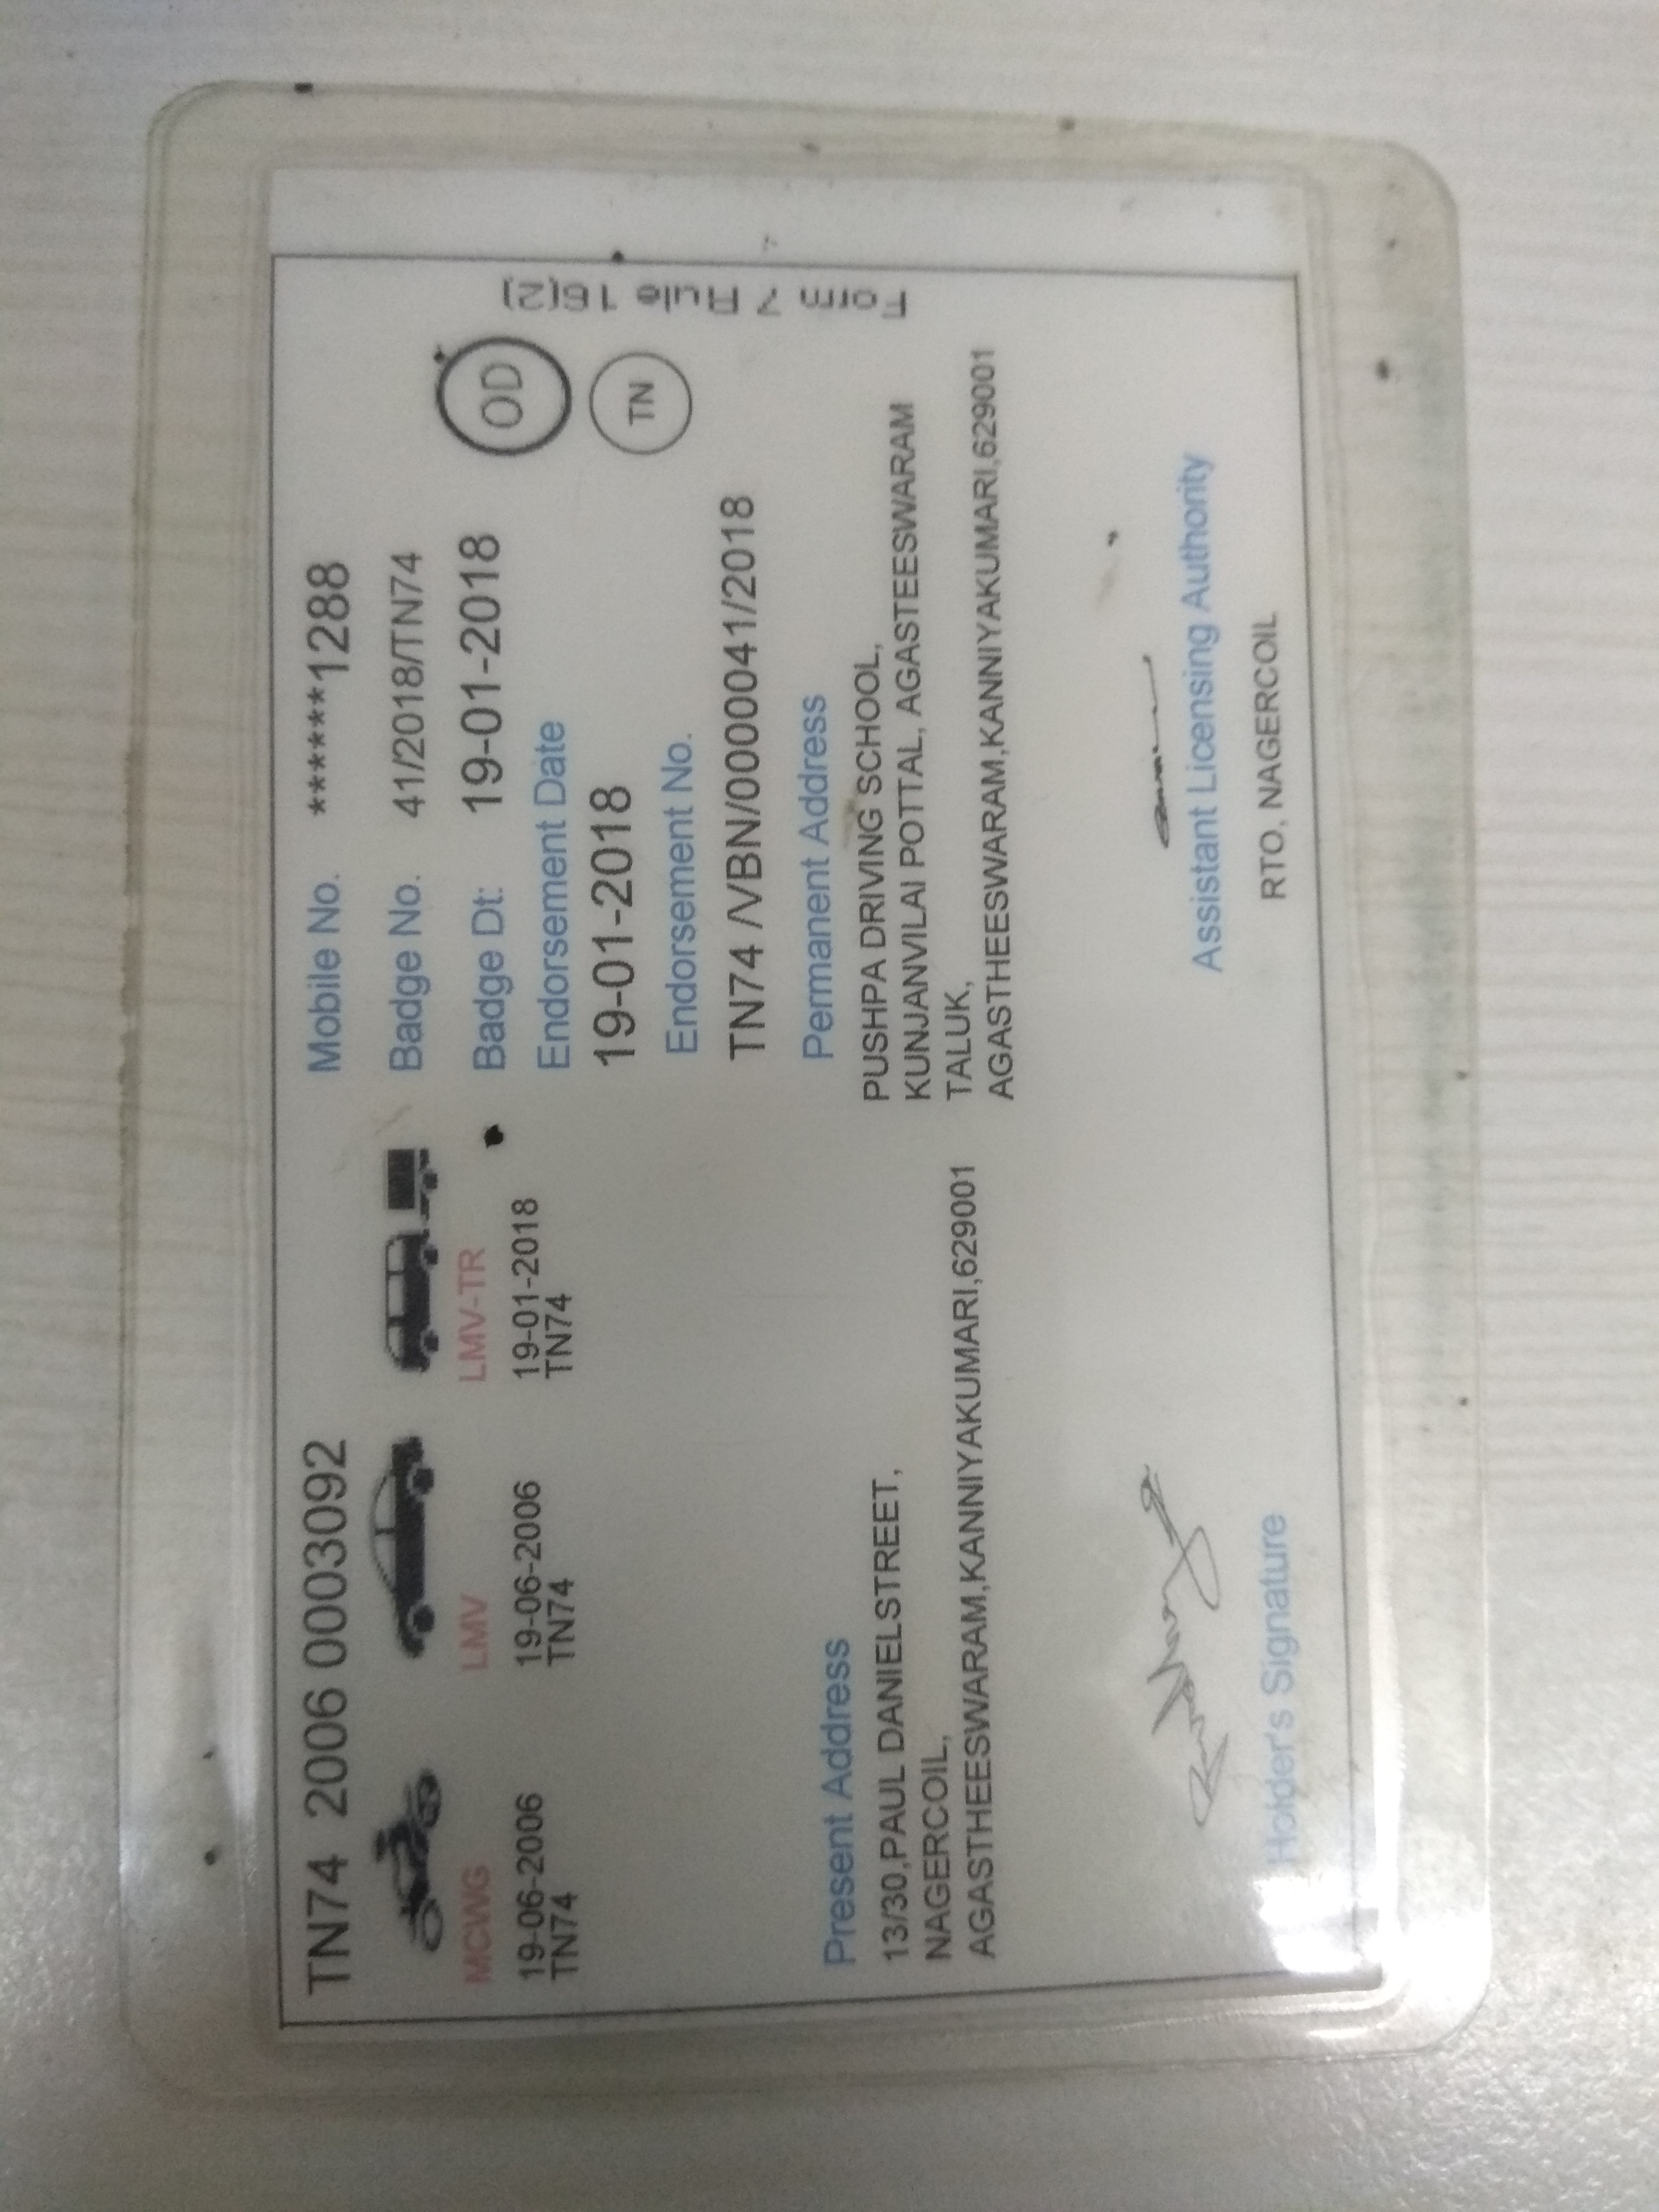 TN74 2006 0003092
MCWG
19-06-2006
TN74
LMV
19-06-2006
TN74
LMV-TR
19-01-2018
TN74
Mobile No. ******1288
Badge No. 41/2018/TN74
Badge Dt: 19-01-2018
Endorsement Date
19-01-2018
Endorsement No.
TN74 /VBN/0000041/2018
OD
TN
Form 7 Rule 16(2)
Present Address
13/30,PAUL DANIELSTREET,
NAGERCOIL,
AGASTHEESWARAM,KANNIYAKUMARI,629001
Permanent Address
PUSHPA DRIVING SCHOOL,
KUNJANVILAI POTTAL, AGASTEESWARAM
TALUK,
AGASTHEESWARAM,KANNIYAKUMARI,629001
Holder's Signature
Assistant Licensing Authority
RTO, NAGERCOIL